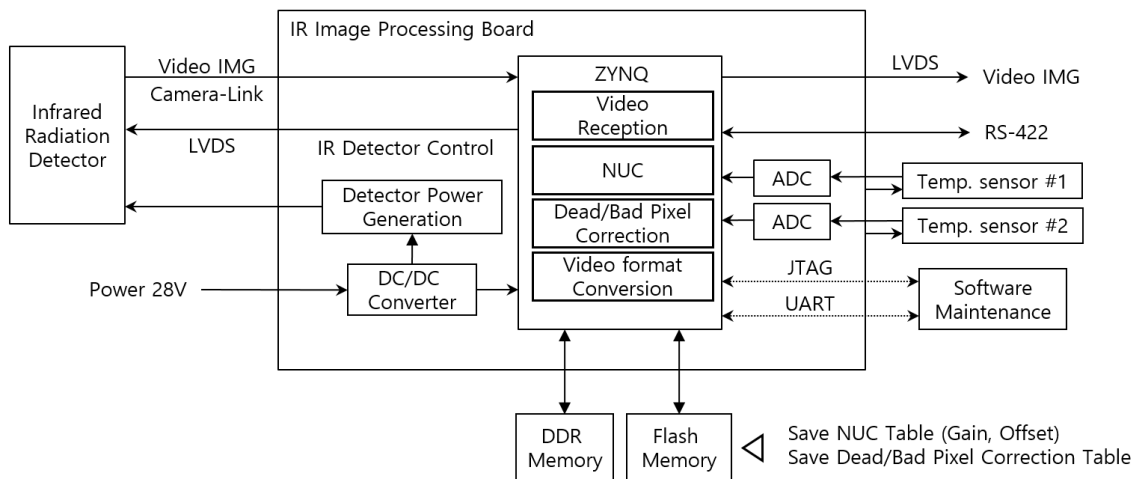 IR Image Processing Board
Infrared
Radiation
Detector
Video IMG
Camera-Link
LVDS
IR Detector Control
Detector Power
Generation
Power 28V
DC/DC
Converter
ZYNQ
Video
Reception
NUC
Dead/Bad Pixel
Correction
Video format
Conversion
LVDS
Video IMG
RS-422
ADC
Temp. sensor #1
ADC
Temp. sensor #2
JTAG
UART
Software
Maintenance
DDR
Memory
Flash
Memory
Save NUC Table (Gain, Offset)
Save Dead/Bad Pixel Correction Table